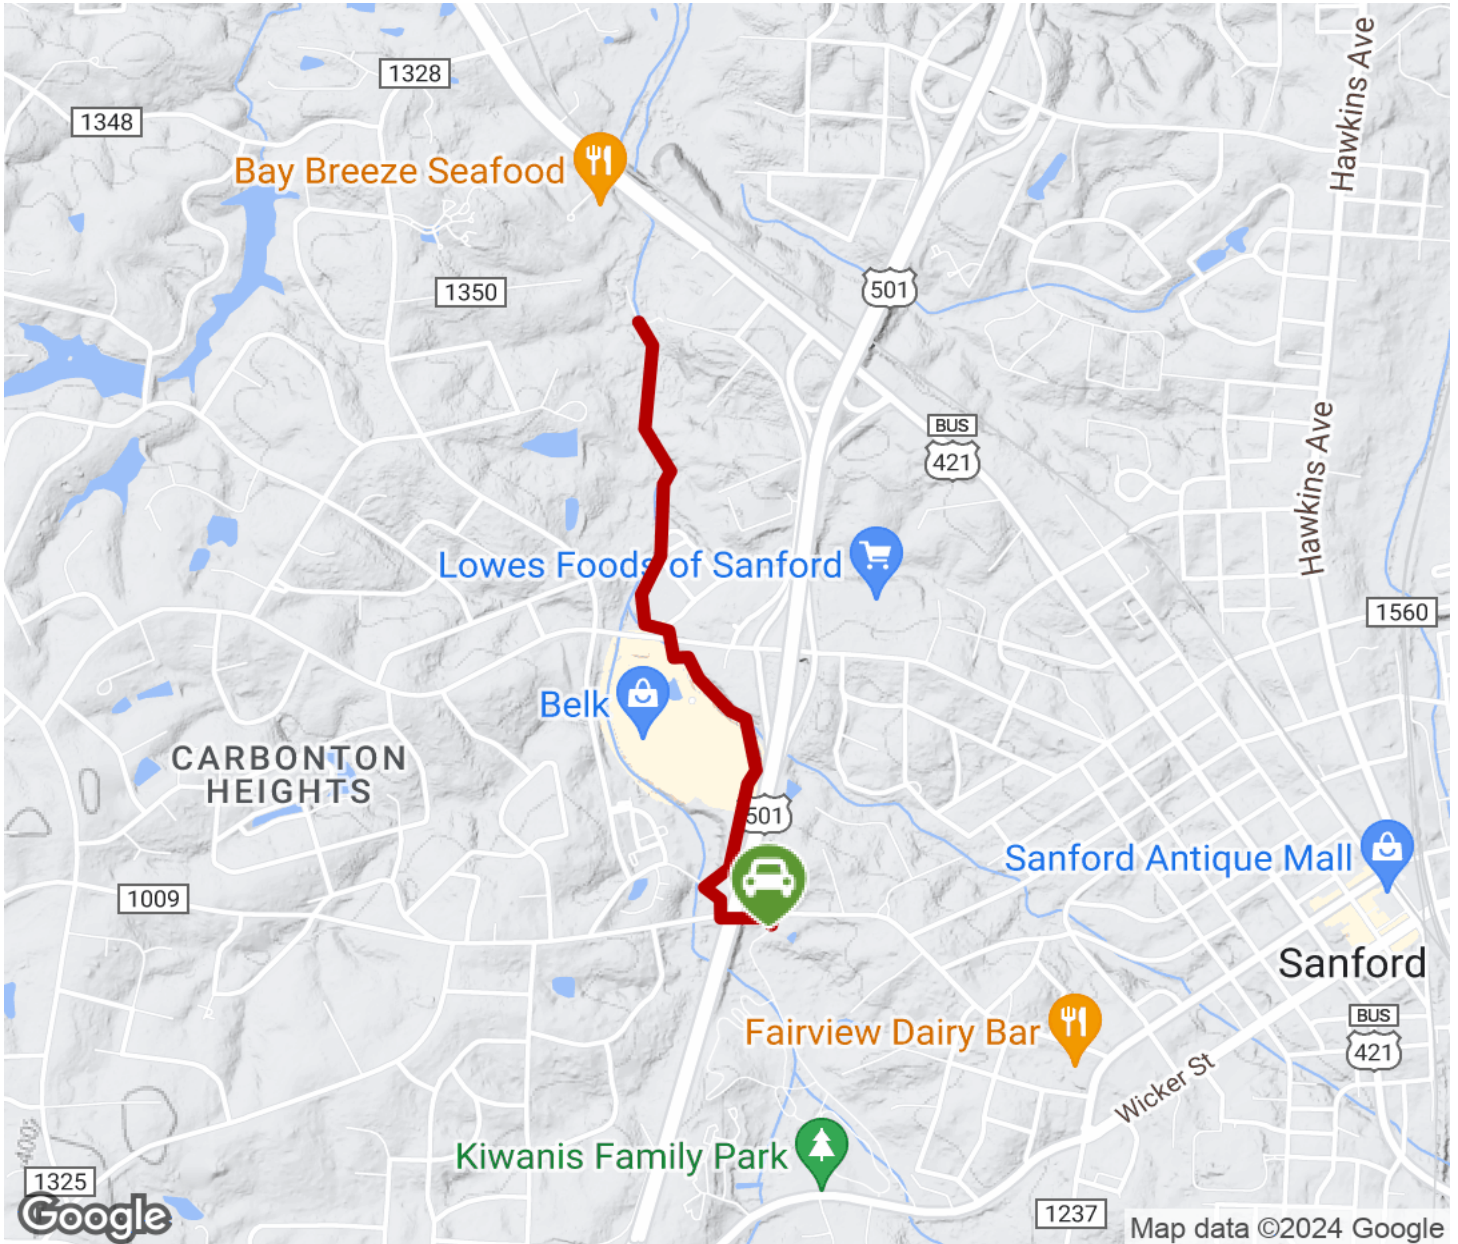 1328
1348
Hawkins Ave
Bay Breeze Seafood
1350
501
BUS
421
Hawkins Ave
Lowes Foods of Sanford
1560
Belk
CARBONTON
HEIGHTS
501
Sanford Antique Mall
1009
Sanford
BUS
421
Fairview Dairy Bar
Wicker St
400
Kiwanis Family Park
1325
Google
1237
Map data ©2024 Google